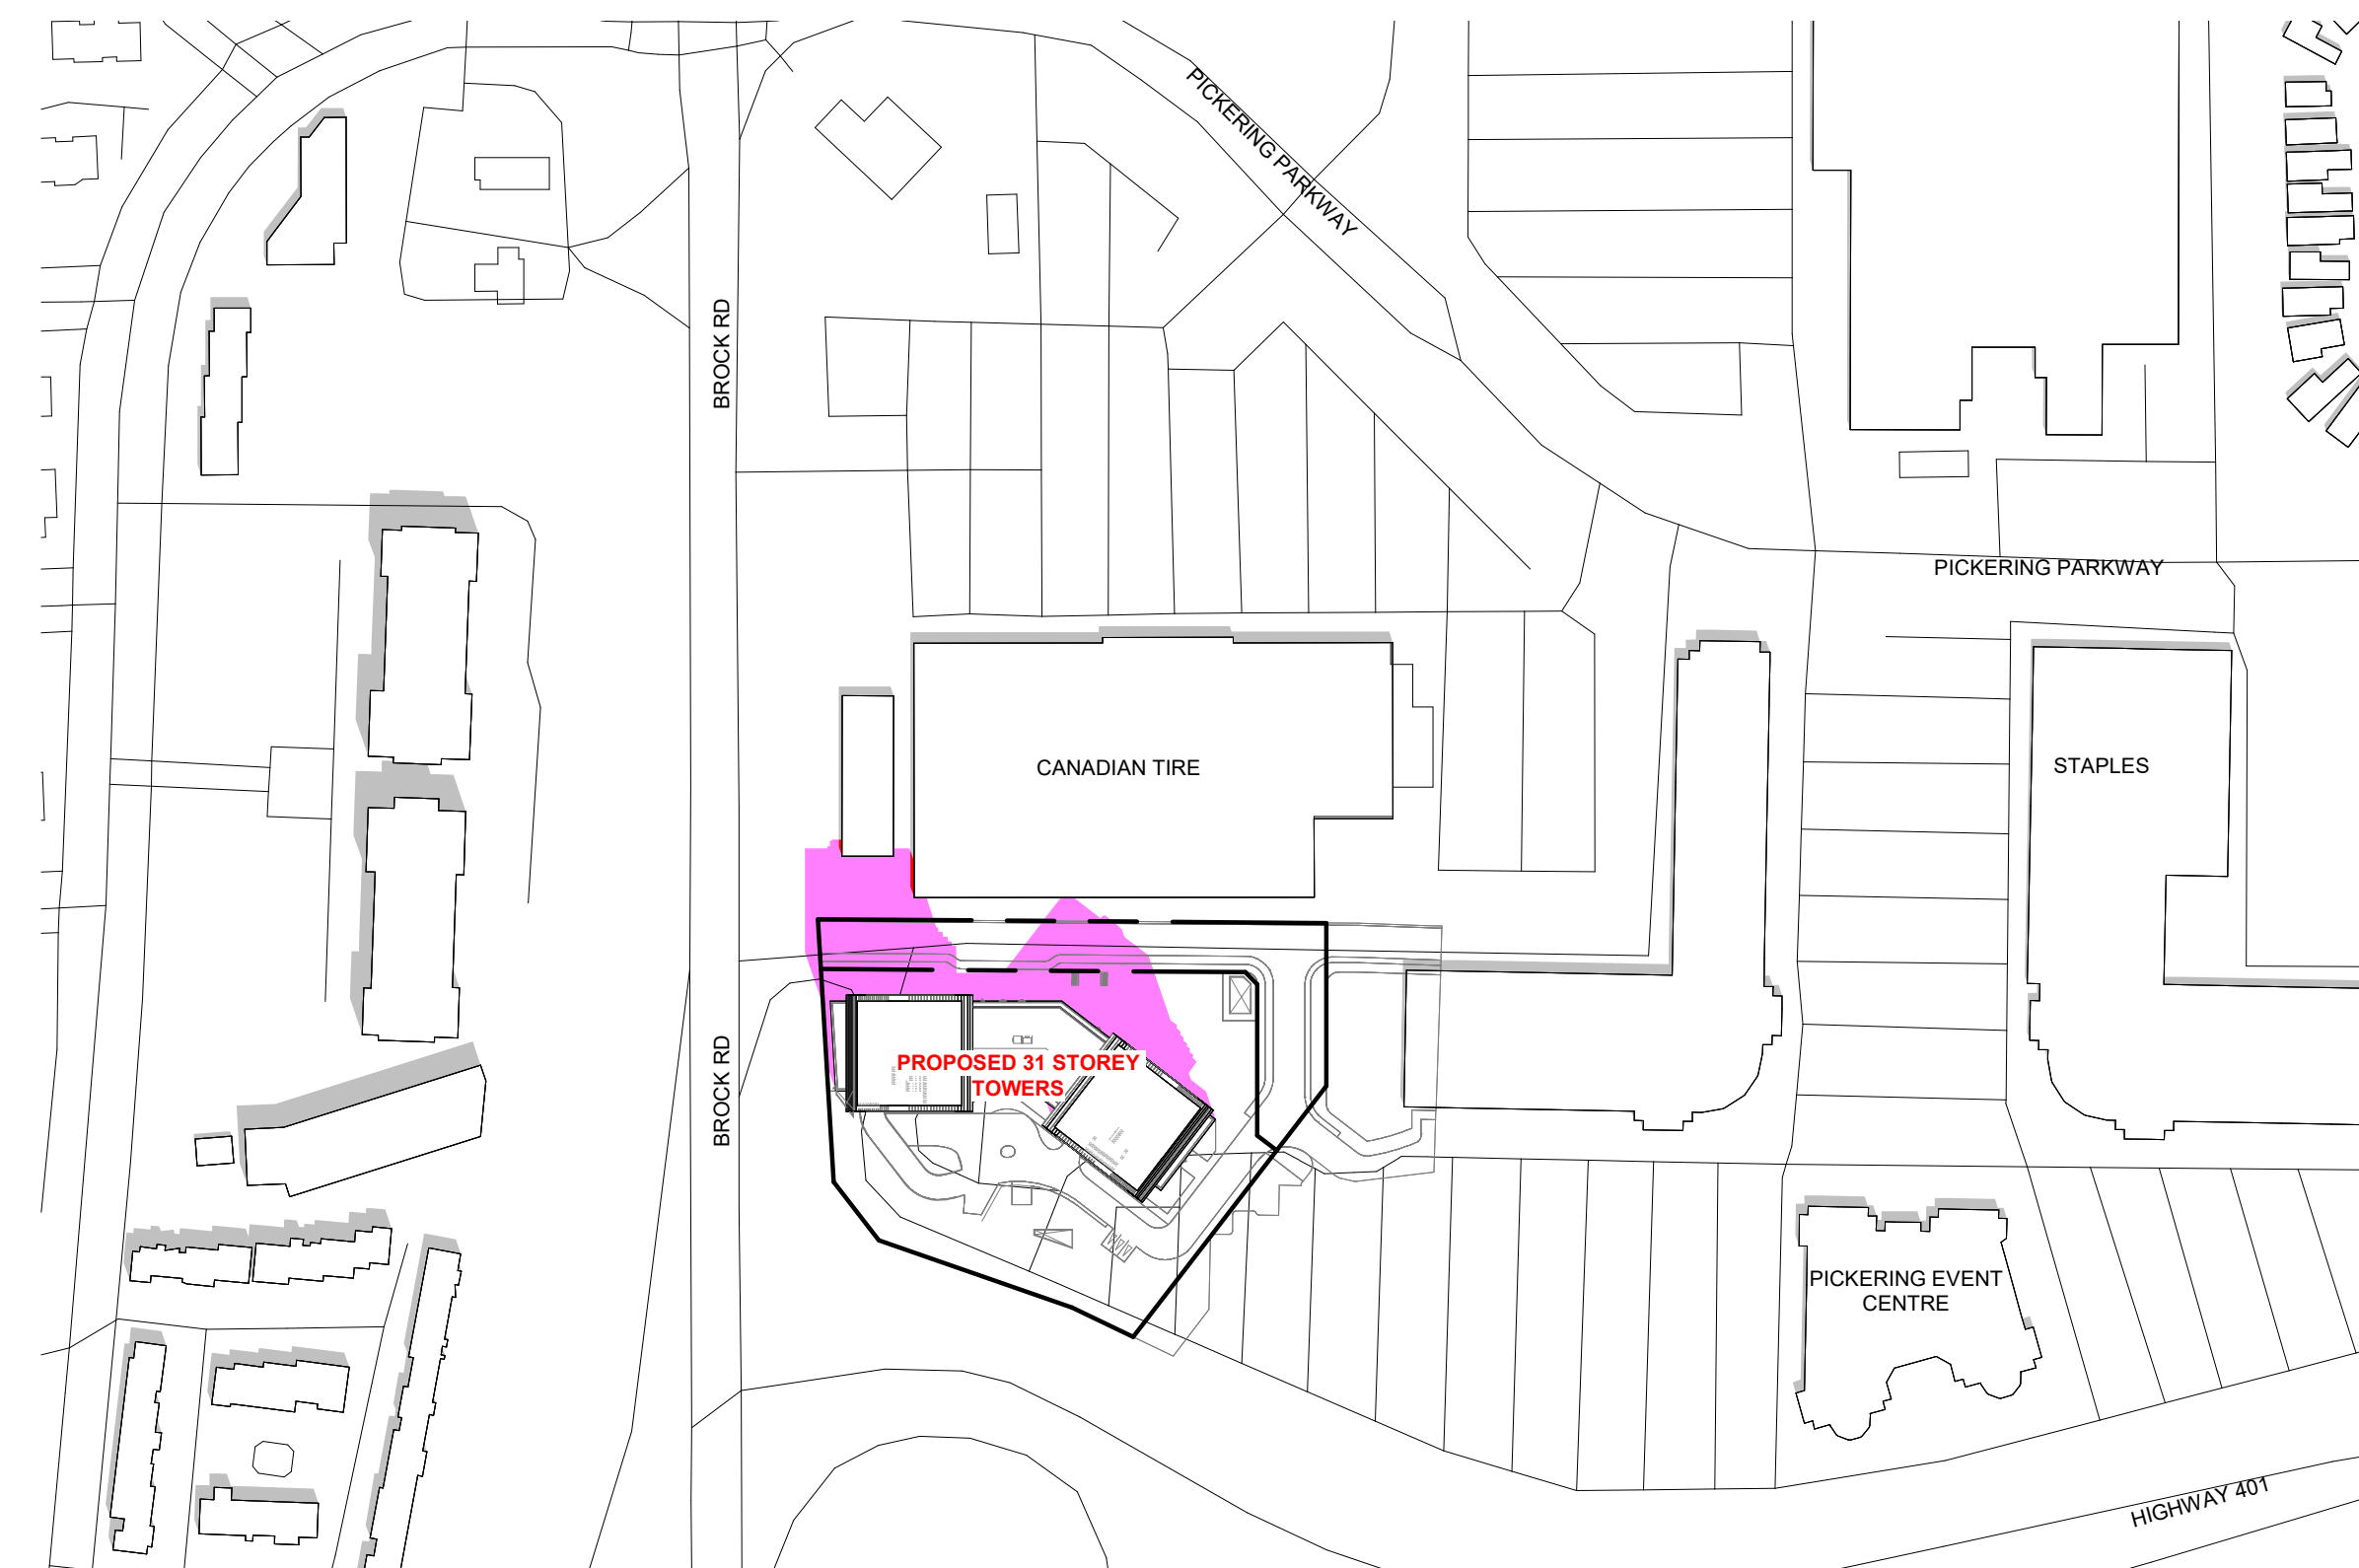 PICKERING PARKWAY
BROCK RD
PICKERING PARKWAY
CANADIAN TIRE
STAPLES
BROCK RD
PROPOSED 31 STOREY
TOWERS
PICKERING EVENT
CENTRE
HIGHWAY 401